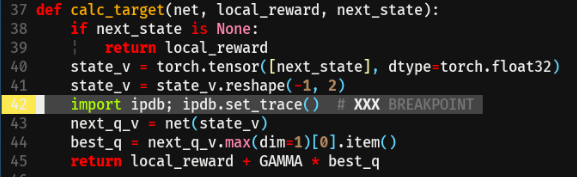 37 def calc_target(net, local_reward, next_state):
38     if next_state is None:
39     ¦   return local_reward
40     state_v = torch.tensor([next_state], dtype=torch.float32)
41     state_v = state_v.reshape(-1, 2)
42     import ipdb; ipdb.set_trace()  # XXX BREAKPOINT
43     next_q_v = net(state_v)
44     best_q = next_q_v.max(dim=1)[0].item()
45     return local_reward + GAMMA * best_q